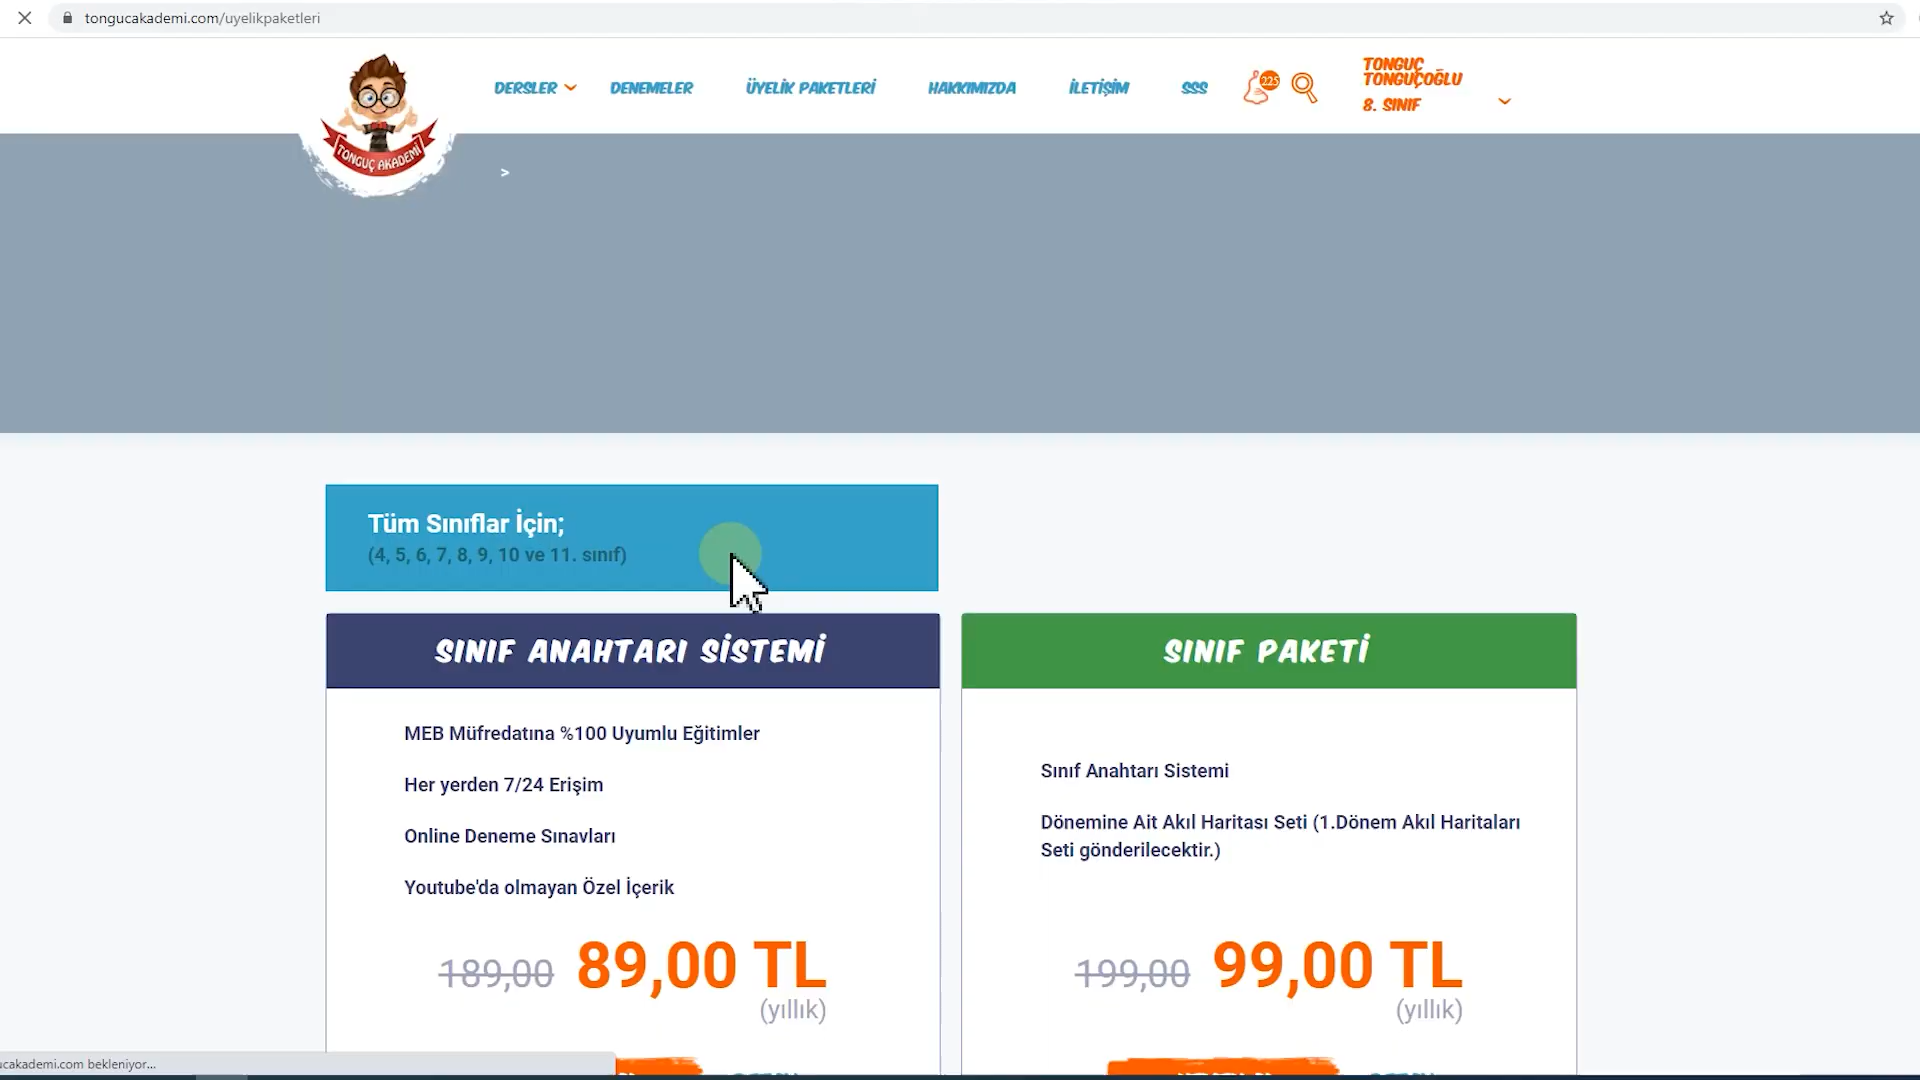 tongucakademi.com/uyelikpaketleri
TONGUÇ AKADEMİ
DERSLER
DENEMELER
ÜYELİK PAKETLERİ
HAKKIMIZDA
İLETİŞİM
SSS
225
TONGUÇ
TONGUÇOĞLU
8. SINIF
>
Tüm Sınıflar İçin;
(4, 5, 6, 7, 8, 9, 10 ve 11. sınıf)
SINIF ANAHTARI SİSTEMİ
MEB Müfredatına %100 Uyumlu Eğitimler
Her yerden 7/24 Erişim
Online Deneme Sınavları
Youtube'da olmayan Özel İçerik
189,00 89,00 TL
(yıllık)
SINIF PAKETİ
Sınıf Anahtarı Sistemi
Dönemine Ait Akıl Haritası Seti (1.Dönem Akıl Haritaları
Seti gönderilecektir.)
199,00 99,00 TL
(yıllık)
ucakademi.com bekleniyor...